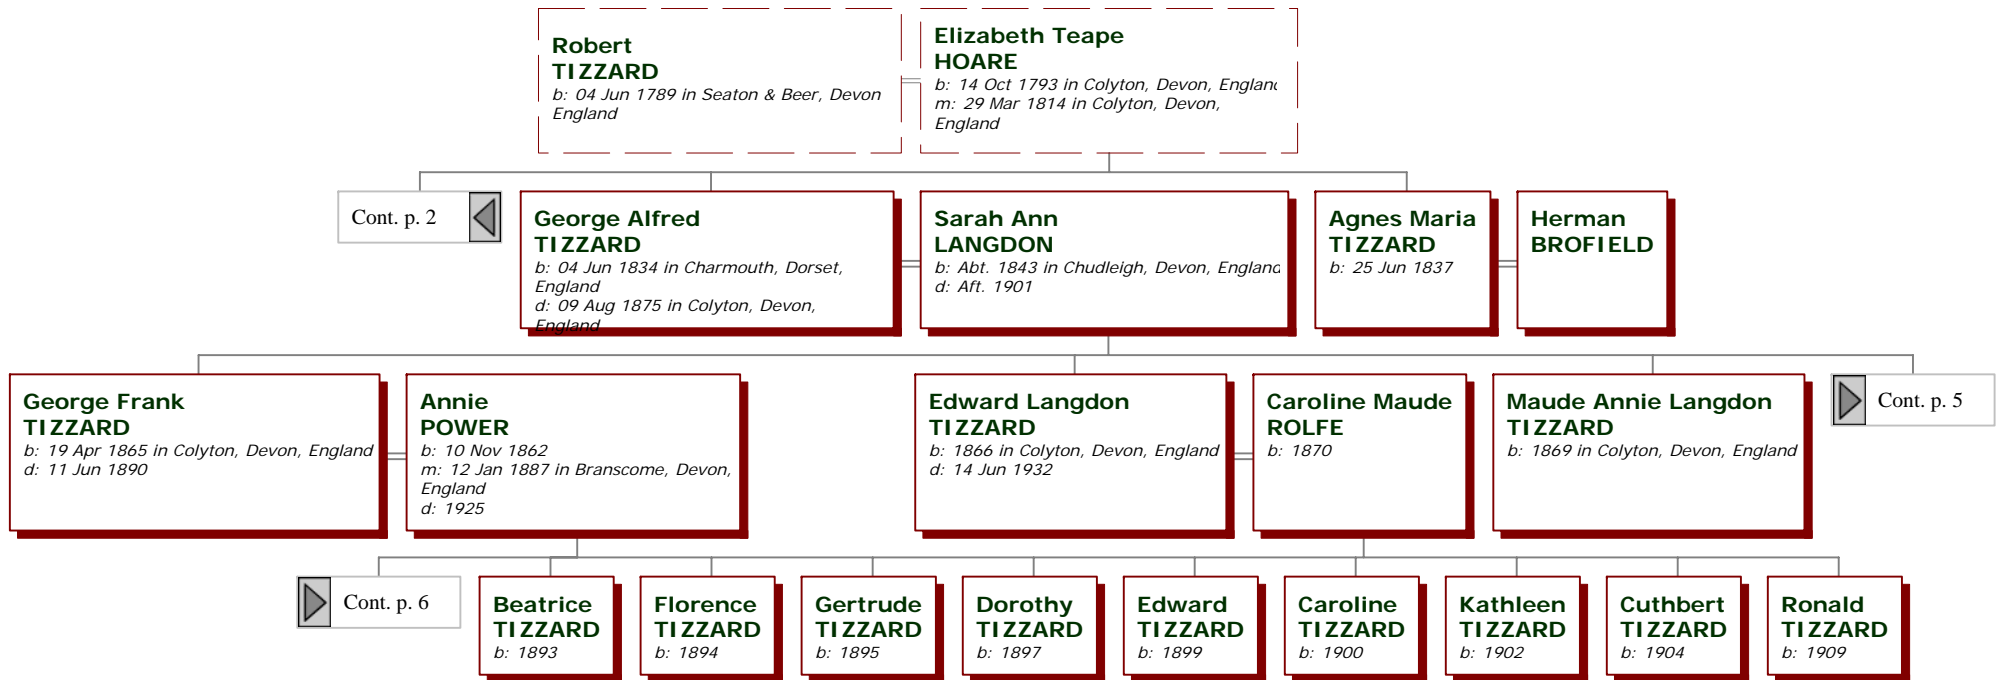 Robert
TIZZARD
b: 04 Jun 1789 in Seaton & Beer, Devon
England
Elizabeth Teape
HOARE
b: 14 Oct 1793 in Colyton, Devon, England
m: 29 Mar 1814 in Colyton, Devon,
England
Cont. p. 2
George Alfred
TIZZARD
b: 04 Jun 1834 in Charmouth, Dorset,
England
d: 09 Aug 1875 in Colyton, Devon,
England
Sarah Ann
LANGDON
b: Abt. 1843 in Chudleigh, Devon, England
d: Aft. 1901
Agnes Maria
TIZZARD
b: 25 Jun 1837
Herman
BROFIELD
George Frank
TIZZARD
b: 19 Apr 1865 in Colyton, Devon, England
d: 11 Jun 1890
Annie
POWER
b: 10 Nov 1862
m: 12 Jan 1887 in Branscome, Devon,
England
d: 1925
Edward Langdon
TIZZARD
b: 1866 in Colyton, Devon, England
d: 14 Jun 1932
Caroline Maude
ROLFE
b: 1870
Maude Annie Langdon
TIZZARD
b: 1869 in Colyton, Devon, England
Cont. p. 5
Cont. p. 6
Beatrice
TIZZARD
b: 1893
Florence
TIZZARD
b: 1894
Gertrude
TIZZARD
b: 1895
Dorothy
TIZZARD
b: 1897
Edward
TIZZARD
b: 1899
Caroline
TIZZARD
b: 1900
Kathleen
TIZZARD
b: 1902
Cuthbert
TIZZARD
b: 1904
Ronald
TIZZARD
b: 1909